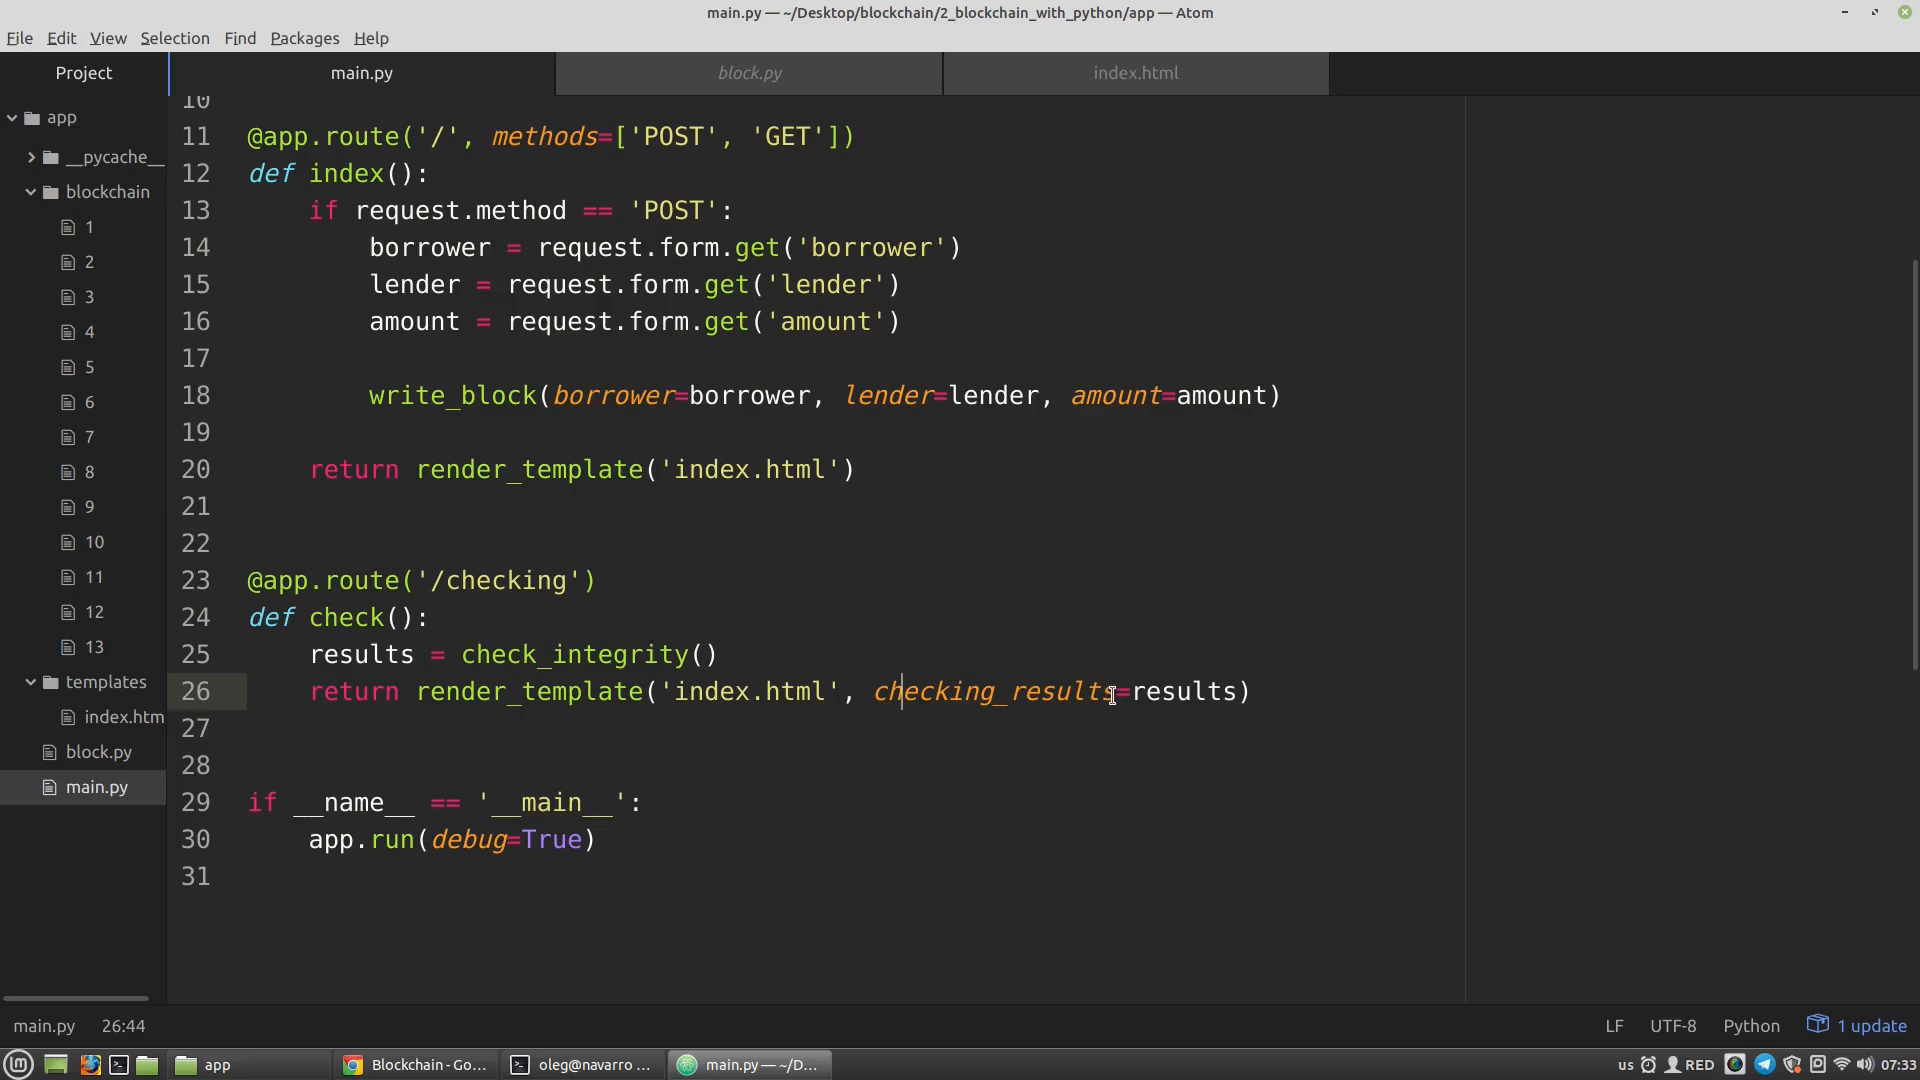 main.py — ~/Desktop/blockchain/2_blockchain_with_python/app — Atom
File Edit View Selection Find Packages Help
Project
main.py
block.py
index.html
app
__pycache__
blockchain
1
2
3
4
5
6
7
8
9
10
11
12
13
templates
index.htm
block.py
main.py
10
11 @app.route('/', methods=['POST', 'GET'])
12 def index():
13     if request.method == 'POST':
14         borrower = request.form.get('borrower')
15         lender = request.form.get('lender')
16         amount = request.form.get('amount')
17
18         write_block(borrower=borrower, lender=lender, amount=amount)
19
20     return render_template('index.html')
21
22
23 @app.route('/checking')
24 def check():
25     results = check_integrity()
26     return render_template('index.html', checking_results=results)
27
28
29 if __name__ == '__main__':
30     app.run(debug=True)
31
main.py 26:44
LF UTF-8 Python 1 update
app
Blockchain - Go...
oleg@navarro ...
main.py — ~/D...
us RED 07:33